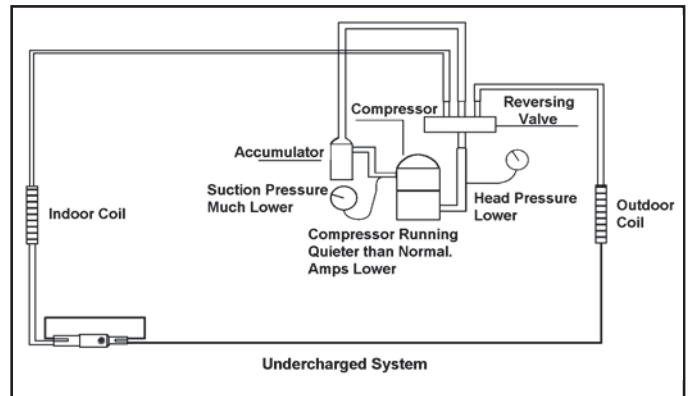 Compressor
Reversing
Valve
Accumulator
Suction Pressure
Much Lower
Head Pressure
Lower
Indoor Coil
Outdoor
Coil
Compressor Running
Quieter than Normal.
Amps Lower
Undercharged System